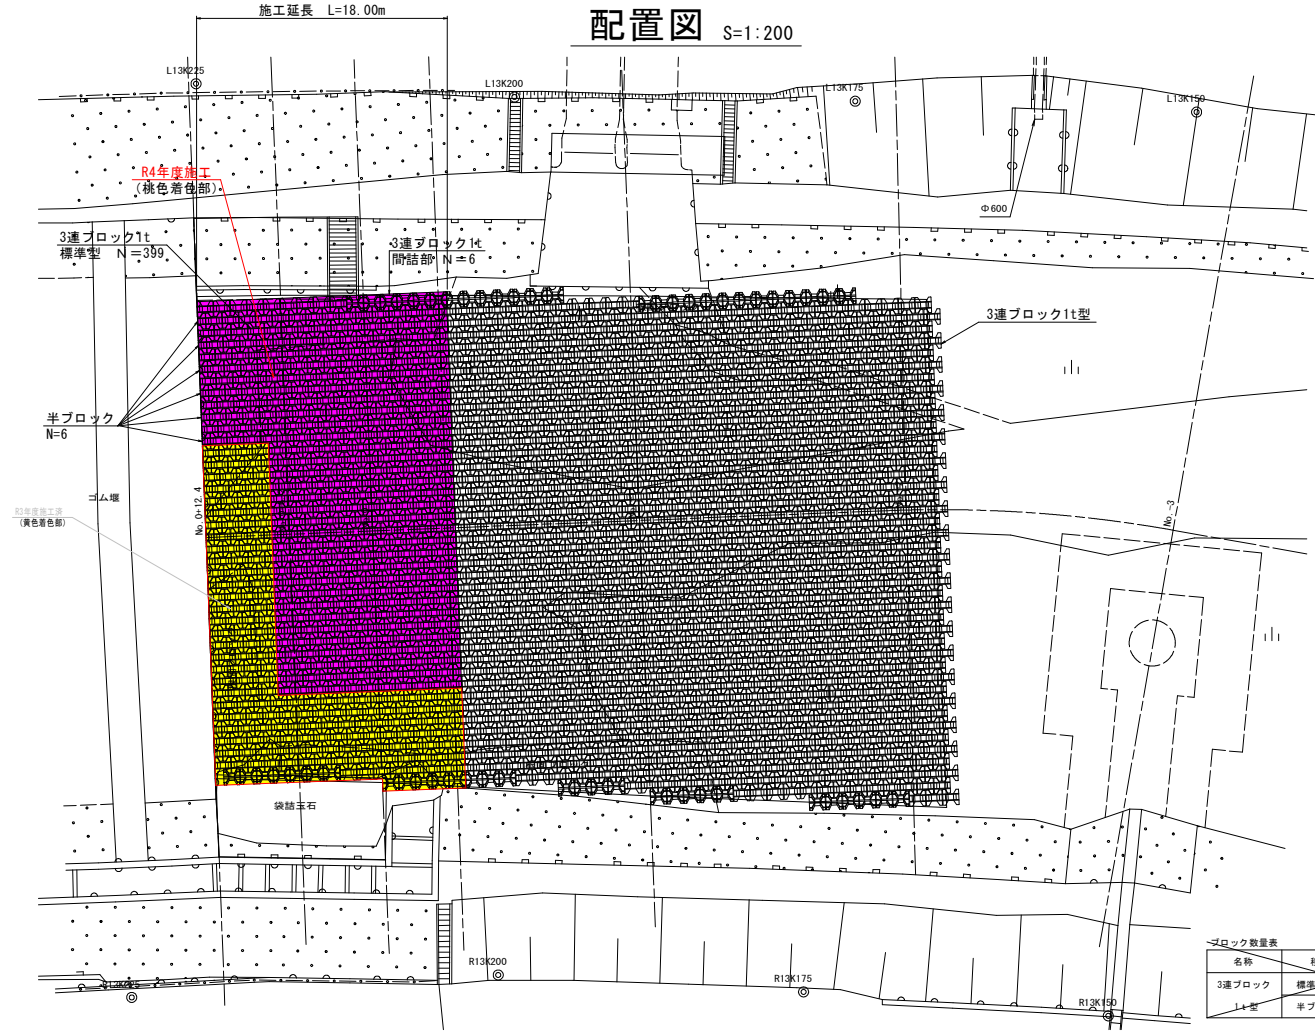 施工延長 L=18.00m
配置図 S=1:200
L13K225
L13K200
L13K175
L13K150
R4年度施工
(桃色着色部)
Φ600
3連ブロック1t
標準型 N=399
3連ブロック1t
間詰部 N=6
3連ブロック1t型
半ブロック
N=6
ゴム堰
No.0+12.4
R3年度施工済
(黄色着色部)
No.-3
袋詰玉石
R13K225
R13K200
R13K175
R13K150
ブロック数量表
名称
3連ブロック 標準
1t型 半ブ